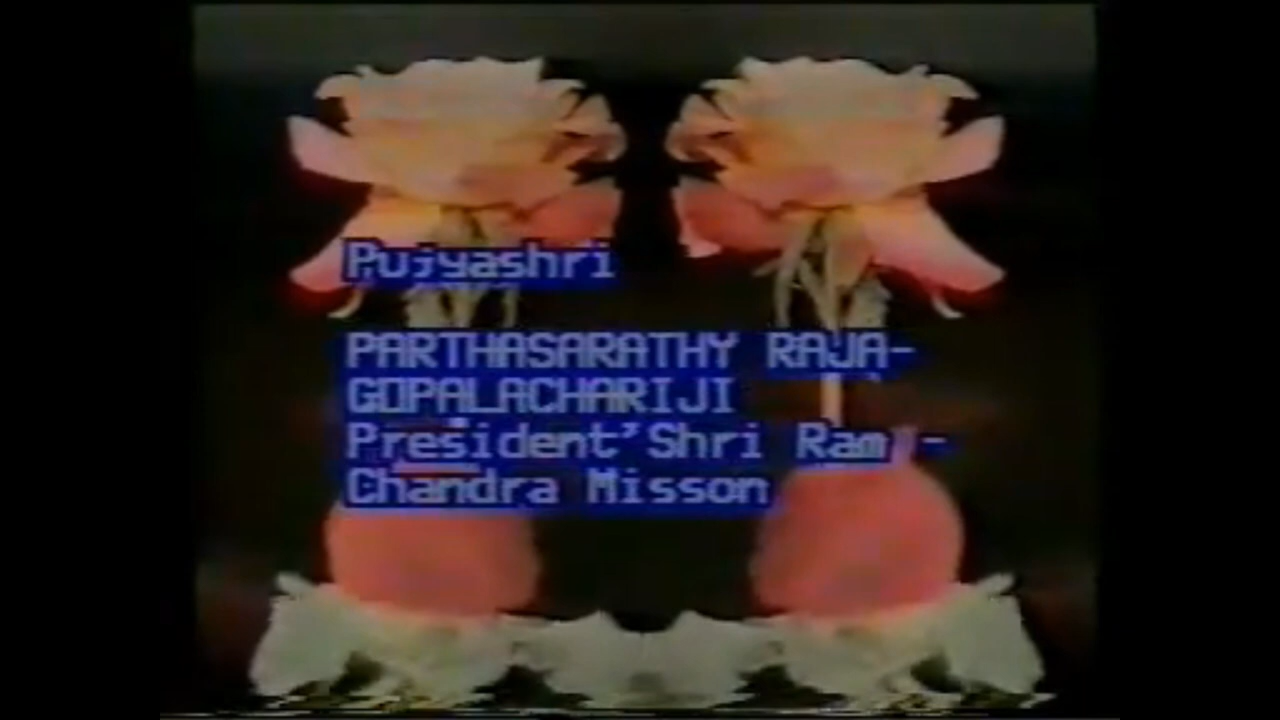 Pujyashri
PARTHASARATHY RAJA-
GOPALACHARIJI
President'Shri Ram -
Chandra Misson